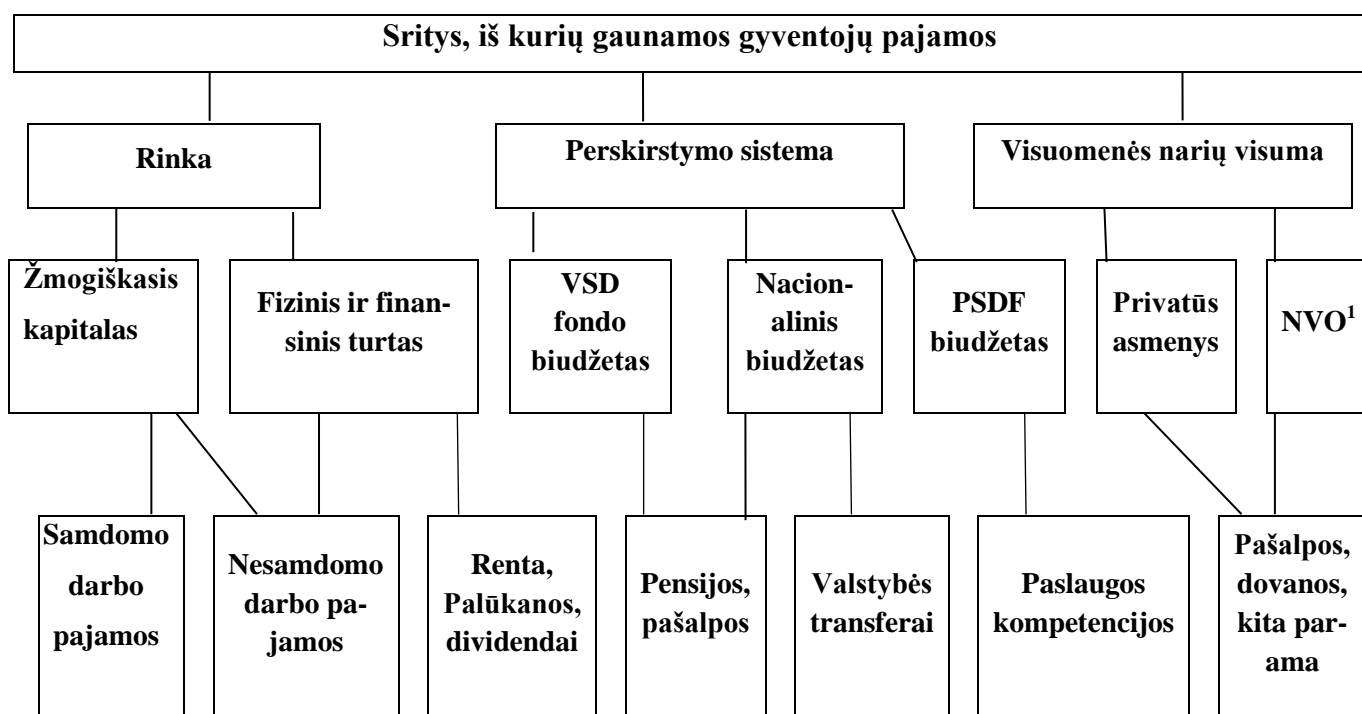 Sritys, iš kurių gaunamos gyventojų pajamos
Rinka
Perskirstymo sistema
Visuomenės narių visuma
Žmogiškasis
kapitalas
Fizinis ir finan-
sinis turtas
VSD
fondo
biudžetas
Nacion-
alinis
biudžetas
PSDF
biudžetas
Privatūs
asmenys
NVO¹
Samdomo
darbo
pajamos
Nesamdomo
darbo pa-
jamos
Renta,
Palūkanos,
dividendai
Pensijos,
pašalpos
Valstybės
transferai
Paslaugos
kompetencijos
Pašalpos,
dovanos,
kita par-
ama